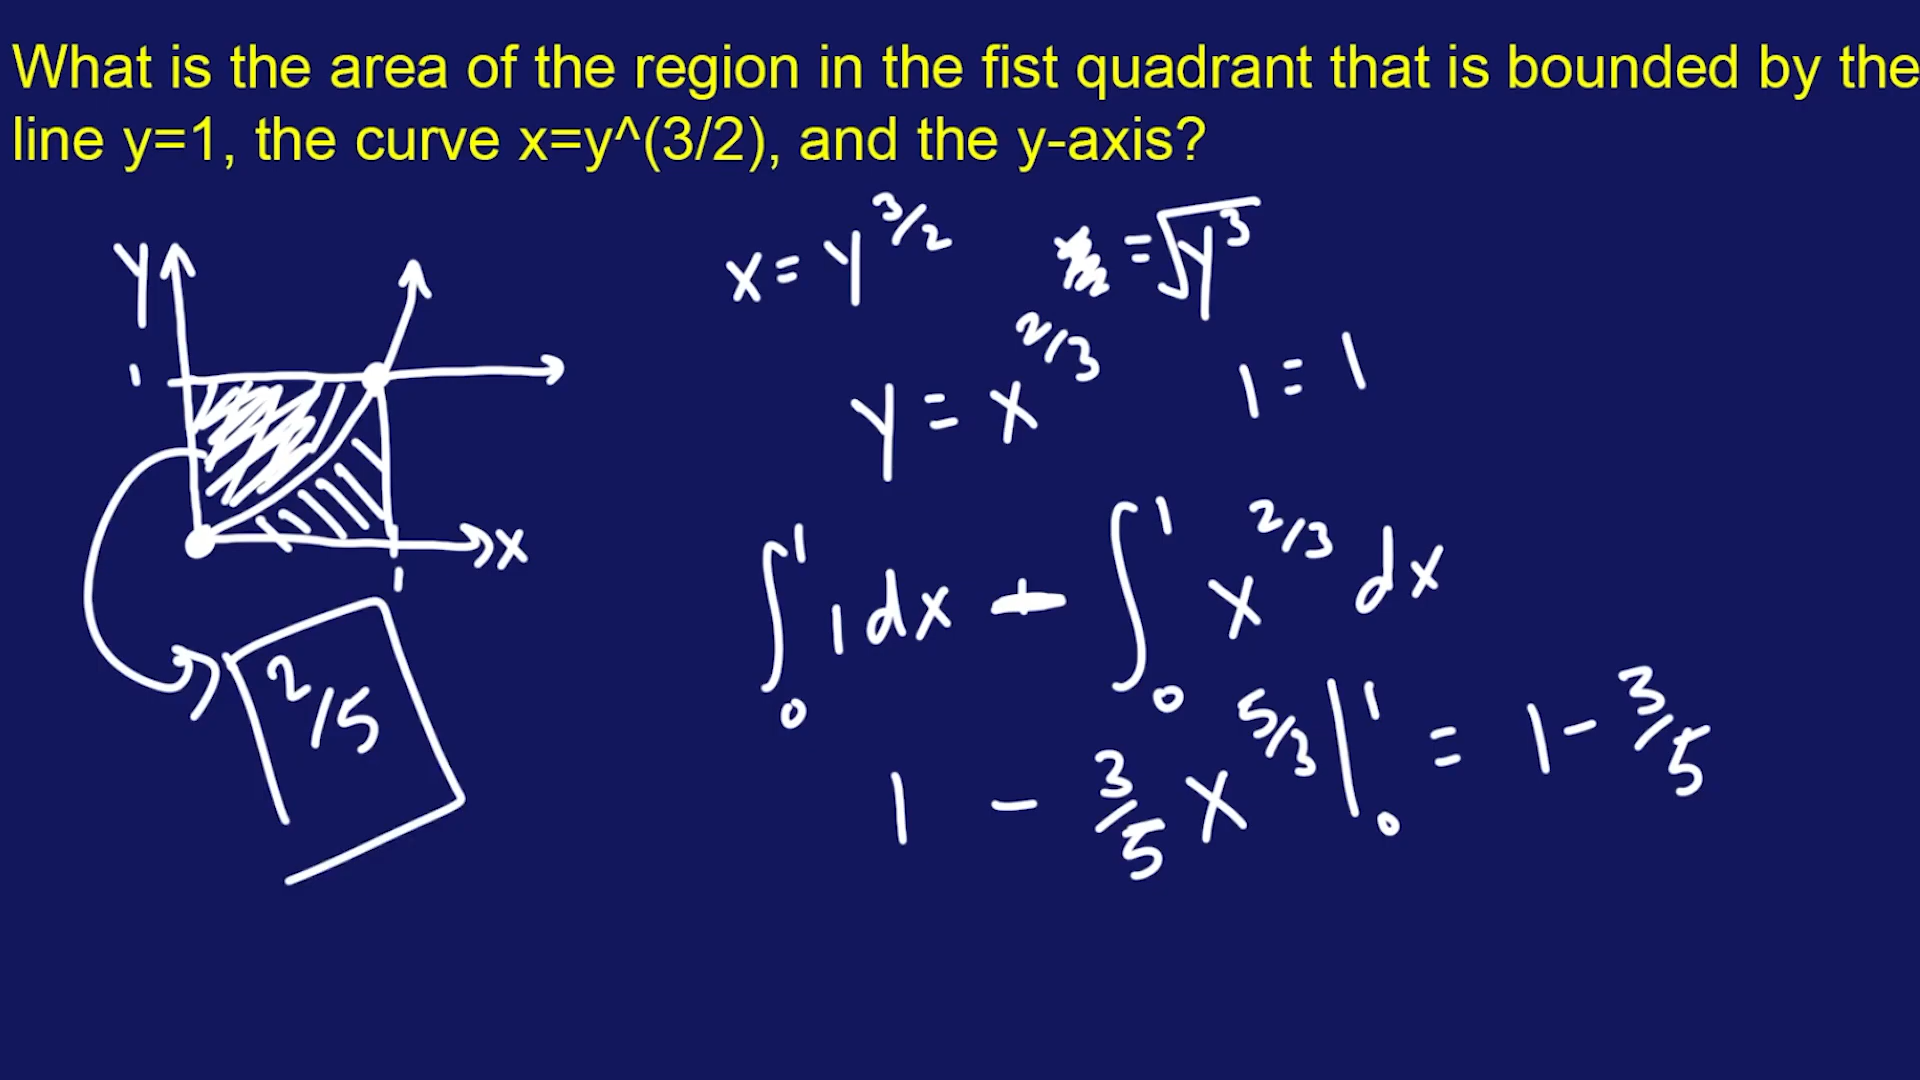 What is the area of the region in the fist quadrant that is bounded by the
line y=1, the curve x=y^(3/2), and the y-axis?
x = y^{3/2}
= √y^3
y = x^{2/3}
1 = 1
∫_0^1 1 dx - ∫_0^1 x^{2/3} dx
1 - 3/5 x^{5/3} |_0^1 = 1 - 3/5
Y
1
x
1
2/5